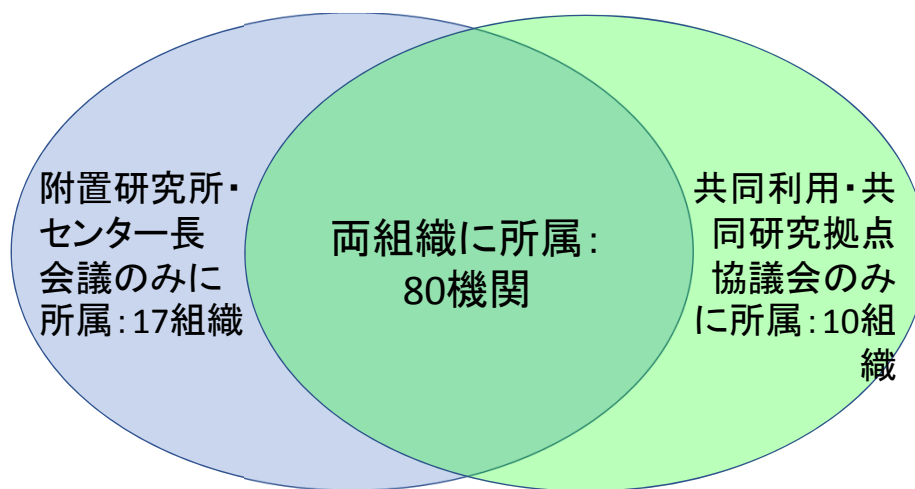 附置研究所・
センター長
会議のみに
所属：17組織
両組織に所属：
80機関
共同利用・共
同研究拠点
協議会のみ
に所属：10組
織